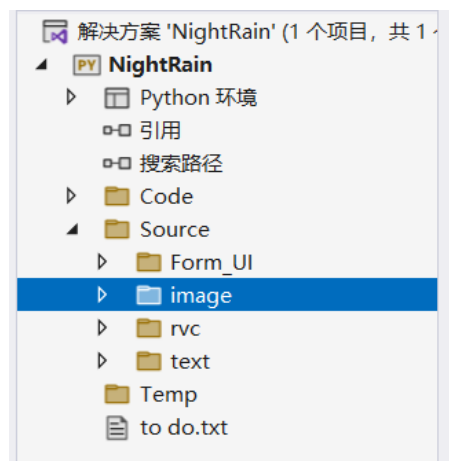 解决方案 'NightRain' (1 个项目，共 1
PY NightRain
Python 环境
引用
搜索路径
Code
Source
Form_UI
image
rvc
text
Temp
to do.txt